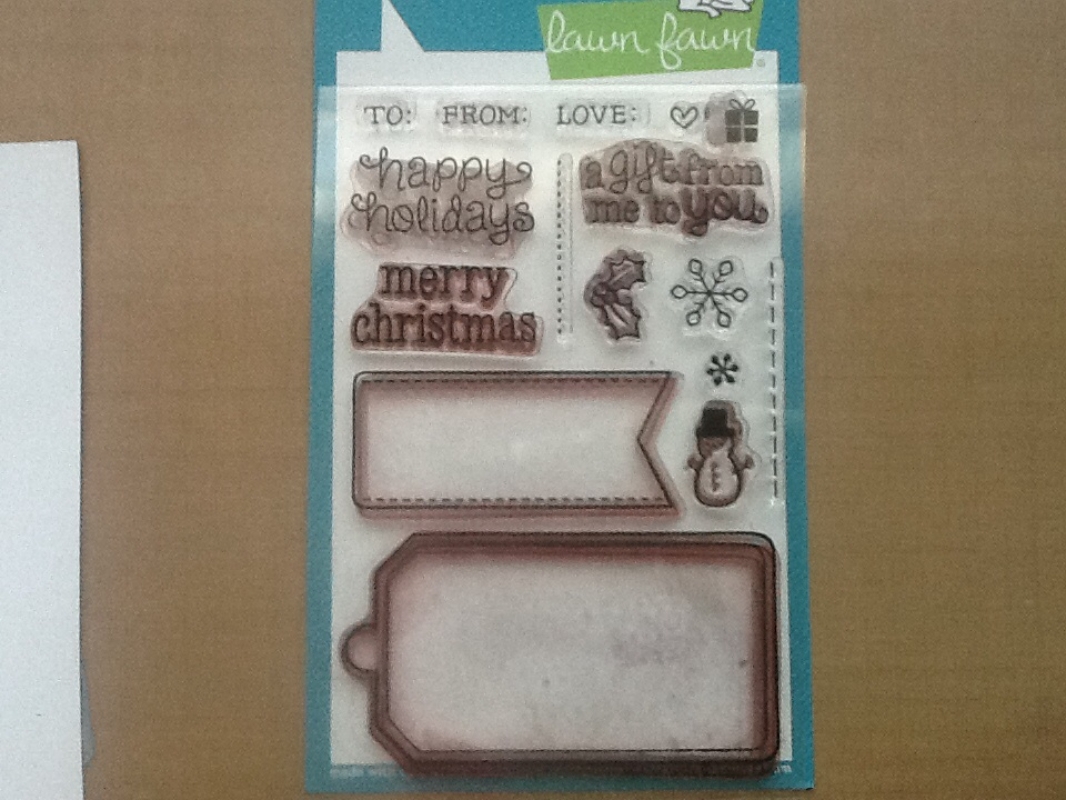 lawn fawn
TO: FROM: LOVE:
happy
holidays
a gift from
me to you
merry
christmas